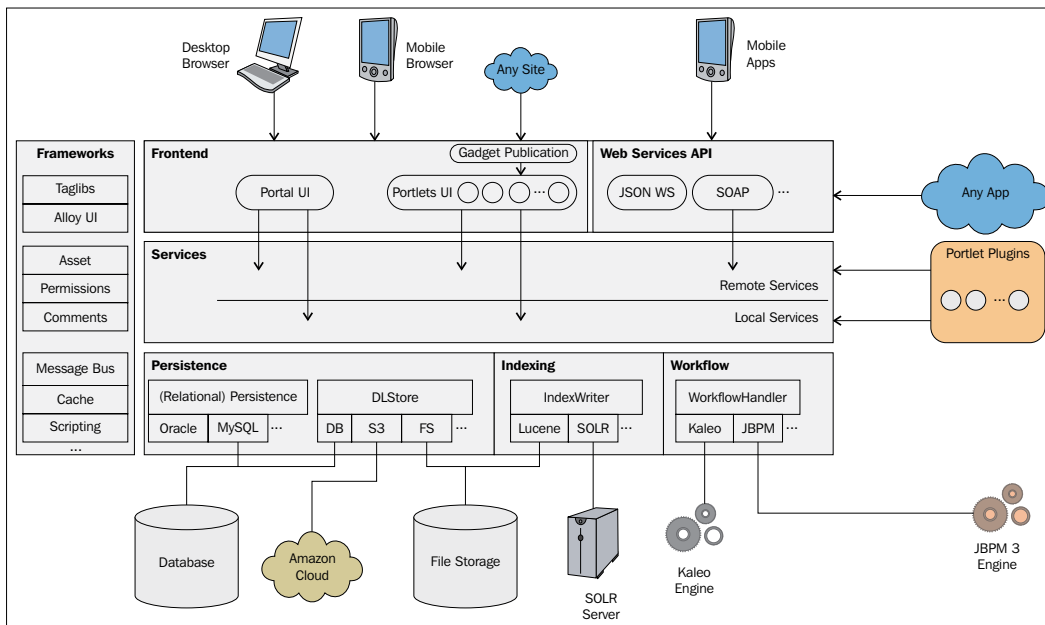 Desktop
Browser
Mobile
Browser
Any Site
Mobile
Apps
Frameworks
Taglibs
Alloy UI
Asset
Permissions
Comments
Message Bus
Cache
Scripting
...
Frontend
Gadget Publication
Portal UI
Portlets UI
...
Web Services API
JSON WS
SOAP
...
Any App
Services
Remote Services
Local Services
Portlet Plugins
...
Persistence
(Relational) Persistence
Oracle
MySQL
...
DLStore
DB
S3
FS
...
Indexing
IndexWriter
Lucene
SOLR
...
Workflow
WorkflowHandler
Kaleo
JBPM
...
Database
Amazon
Cloud
File Storage
SOLR
Server
Kaleo
Engine
JBPM 3
Engine